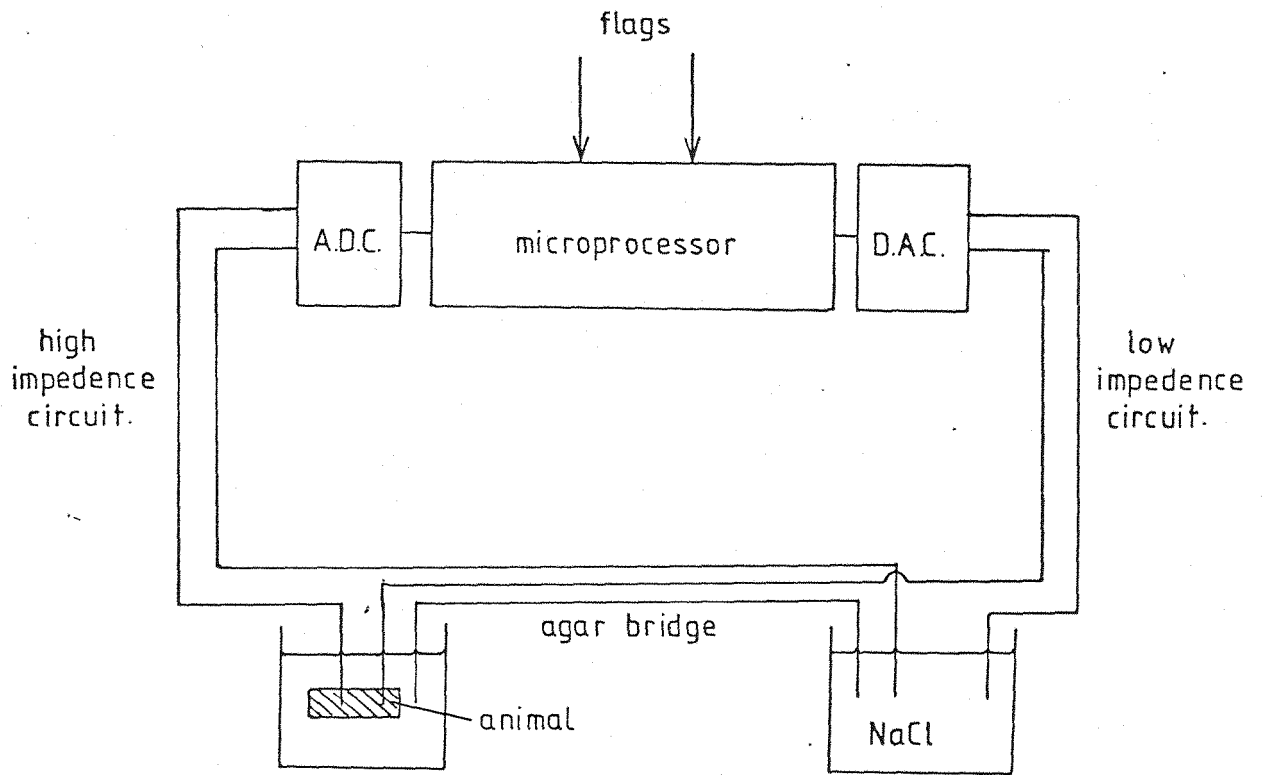 flags
A.D.C.
microprocessor
D.A.C.
high
impedence
circuit.
low
impedence
circuit.
agar bridge
animal
NaCl